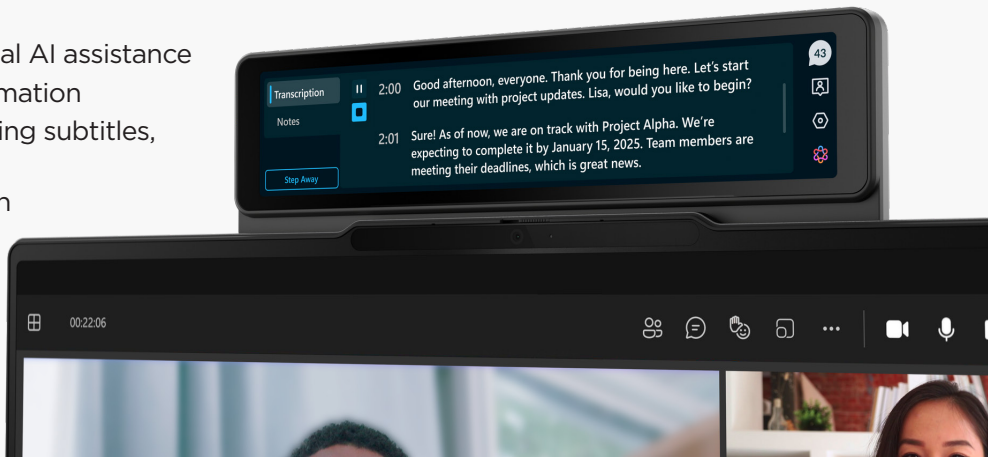 al AI assistance
mation
ing subtitles,
n
Transcription
Notes
Step Away
2:00 Good afternoon, everyone. Thank you for being here. Let's start
our meeting with project updates. Lisa, would you like to begin?
2:01 Sure! As of now, we are on track with Project Alpha. We're
expecting to complete it by January 15, 2025. Team members are
meeting their deadlines, which is great news.
43
00:22:06